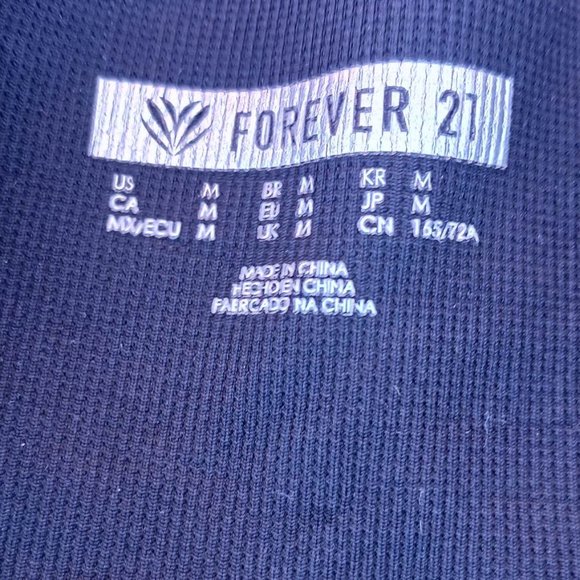 FOREVER 21
US M BR M KR M
CA M EU M JP M
MX/ECU M UK M CN 165/72A
MADE IN CHINA
HECHO EN CHINA
FABRICADO NA CHINA